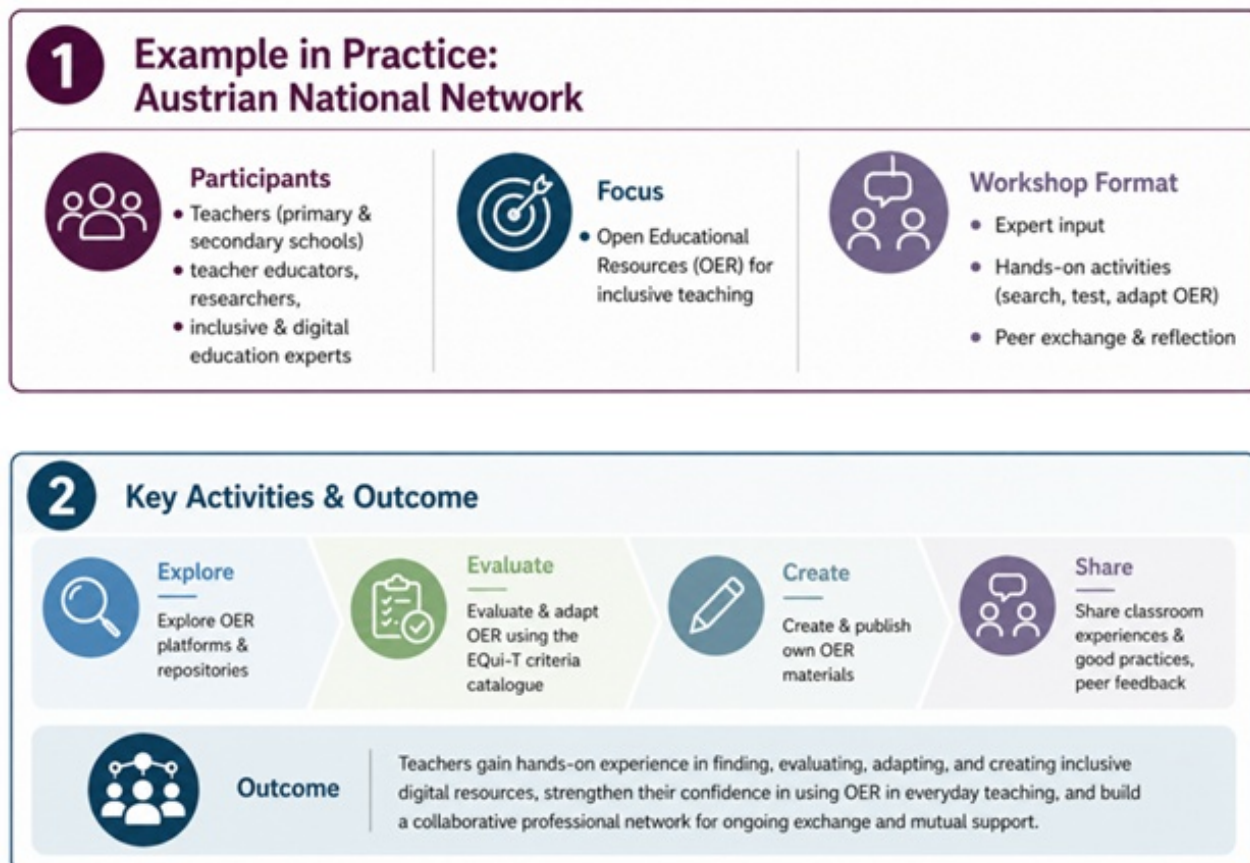 1
Example in Practice:
Austrian National Network
Participants
• Teachers (primary &
secondary schools)
• teacher educators,
researchers,
• inclusive & digital
education experts
Focus
• Open Educational
Resources (OER) for
inclusive teaching
Workshop Format
• Expert input
• Hands-on activities
(search, test, adapt OER)
• Peer exchange & reflection
2
Key Activities & Outcome
Explore
Explore OER
platforms &
repositories
Evaluate
Evaluate & adapt
OER using the
EQui-T criteria
catalogue
Create
Create & publish
own OER
materials
Share
Share classroom
experiences &
good practices,
peer feedback
Outcome
Teachers gain hands-on experience in finding, evaluating, adapting, and creating inclusive
digital resources, strengthen their confidence in using OER in everyday teaching, and build
a collaborative professional network for ongoing exchange and mutual support.